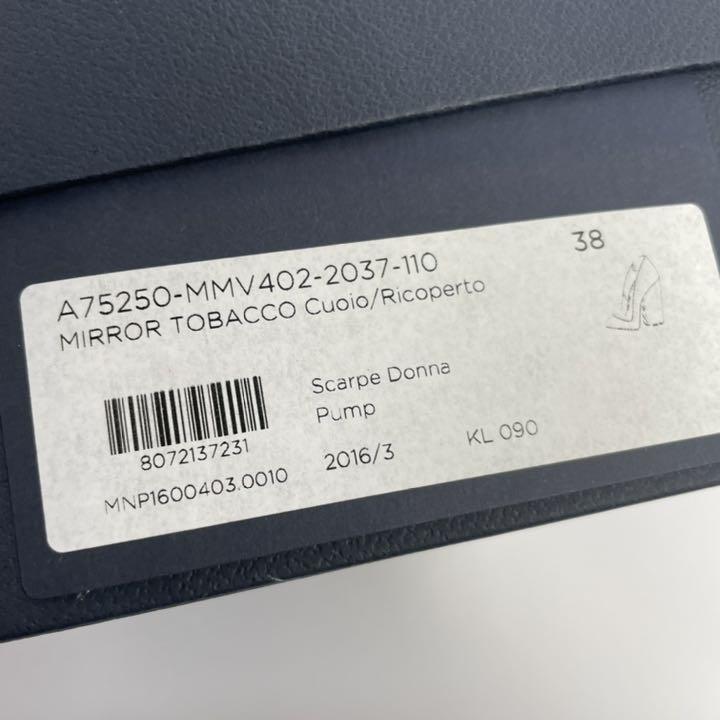 38
A75250-MMV402-2037-110
MIRROR TOBACCO Cuoio/Ricoperto
Scarpe Donna
Pump
8072137231
MNP1600403.0010
2016/3
KL 090